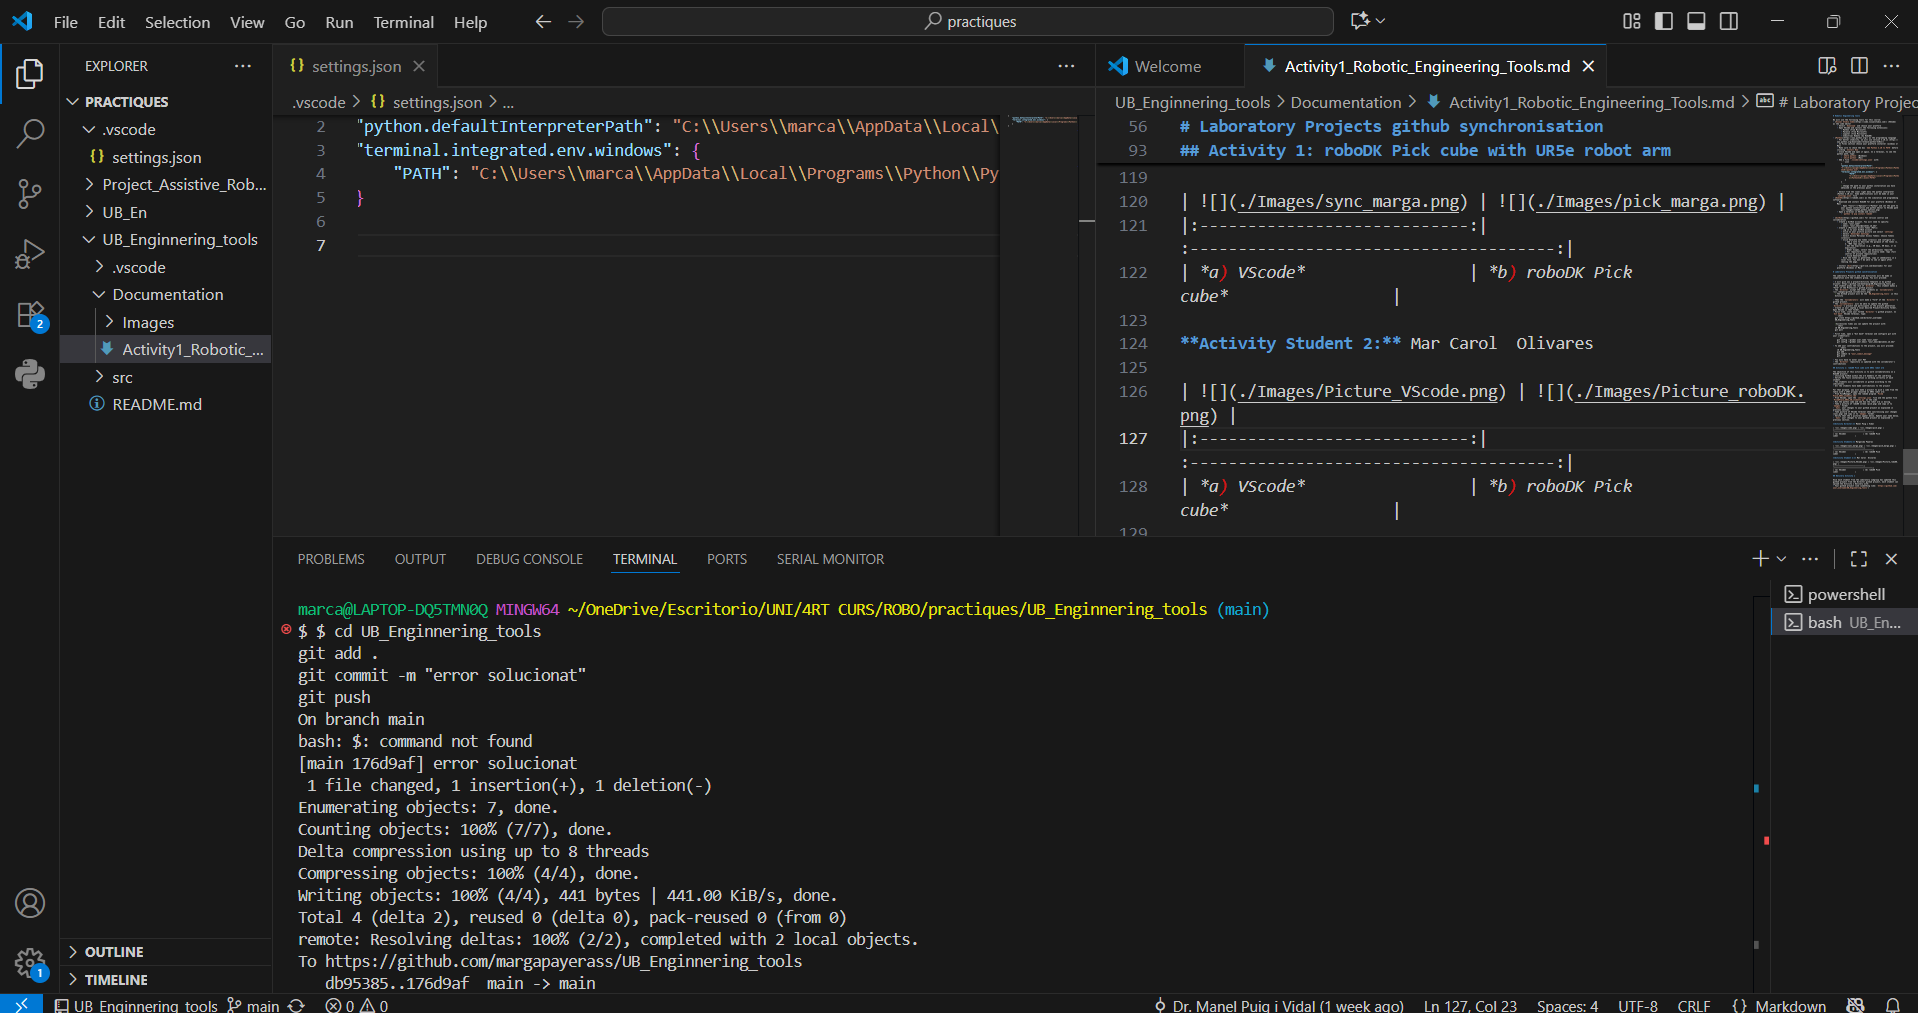 File Edit Selection View Go Run Terminal Help
practiques
EXPLORER
PRACTIQUES
.vscode
{} settings.json
Project_Assistive_Rob...
UB_En
UB_Enginnering_tools
.vscode
Documentation
Images
Activity1_Robotic_...
src
README.md
OUTLINE
TIMELINE
2
1
{} settings.json
.vscode > {} settings.json > ...
2 "python.defaultInterpreterPath": "C:\\Users\\marca\\AppData\\Local\
3 "terminal.integrated.env.windows": {
4 "PATH": "C:\\Users\\marca\\AppData\\Local\\Programs\\Python\\Py
5 }
6
7
Welcome
Activity1_Robotic_Engineering_Tools.md
UB_Enginnering_tools > Documentation > Activity1_Robotic_Engineering_Tools.md > # Laboratory Projec
56 # Laboratory Projects github synchronisation
93 ## Activity 1: roboDK Pick cube with UR5e robot arm
119
120 | ![](./Images/sync_marga.png) | ![](./Images/pick_marga.png) |
121 |:----------------------------:|
:--------------------------------------:|
122 | *a) VScode* | *b) roboDK Pick
cube* |
123
124 **Activity Student 2:** Mar Carol  Olivares
125
126 | ![](./Images/Picture_VScode.png) | ![](./Images/Picture_roboDK.
png) |
127 |:----------------------------:|
:--------------------------------------:|
128 | *a) VScode* | *b) roboDK Pick
cube* |
129
PROBLEMS OUTPUT DEBUG CONSOLE TERMINAL PORTS SERIAL MONITOR
powershell
bash UB_En...
marca@LAPTOP-DQ5TMN0Q MINGW64 ~/OneDrive/Escritorio/UNI/4RT CURS/ROBO/practiques/UB_Enginnering_tools (main)
$ $ cd UB_Enginnering_tools
git add .
git commit -m "error solucionat"
git push
On branch main
bash: $: command not found
[main 176d9af] error solucionat
1 file changed, 1 insertion(+), 1 deletion(-)
Enumerating objects: 7, done.
Counting objects: 100% (7/7), done.
Delta compression using up to 8 threads
Compressing objects: 100% (4/4), done.
Writing objects: 100% (4/4), 441 bytes | 441.00 KiB/s, done.
Total 4 (delta 2), reused 0 (delta 0), pack-reused 0 (from 0)
remote: Resolving deltas: 100% (2/2), completed with 2 local objects.
To https://github.com/margapayerass/UB_Enginnering_tools
db95385..176d9af  main -> main
UB_Enginnering_tools main 0 0 Dr. Manel Puig i Vidal (1 week ago) Ln 127, Col 23 Spaces: 4 UTF-8 CRLF {} Markdown